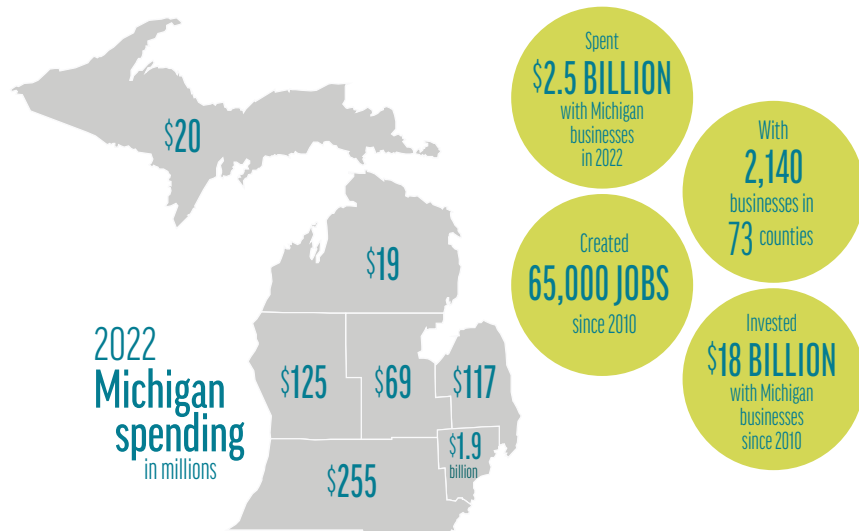 $20
$19
$125
$69
$117
$1.9
billion
$255
2022
Michigan
spending
in millions
Spent
$2.5 BILLION
with Michigan
businesses
in 2022
With
2,140
businesses in
73 counties
Created
65,000 JOBS
since 2010
Invested
$18 BILLION
with Michigan
businesses
since 2010